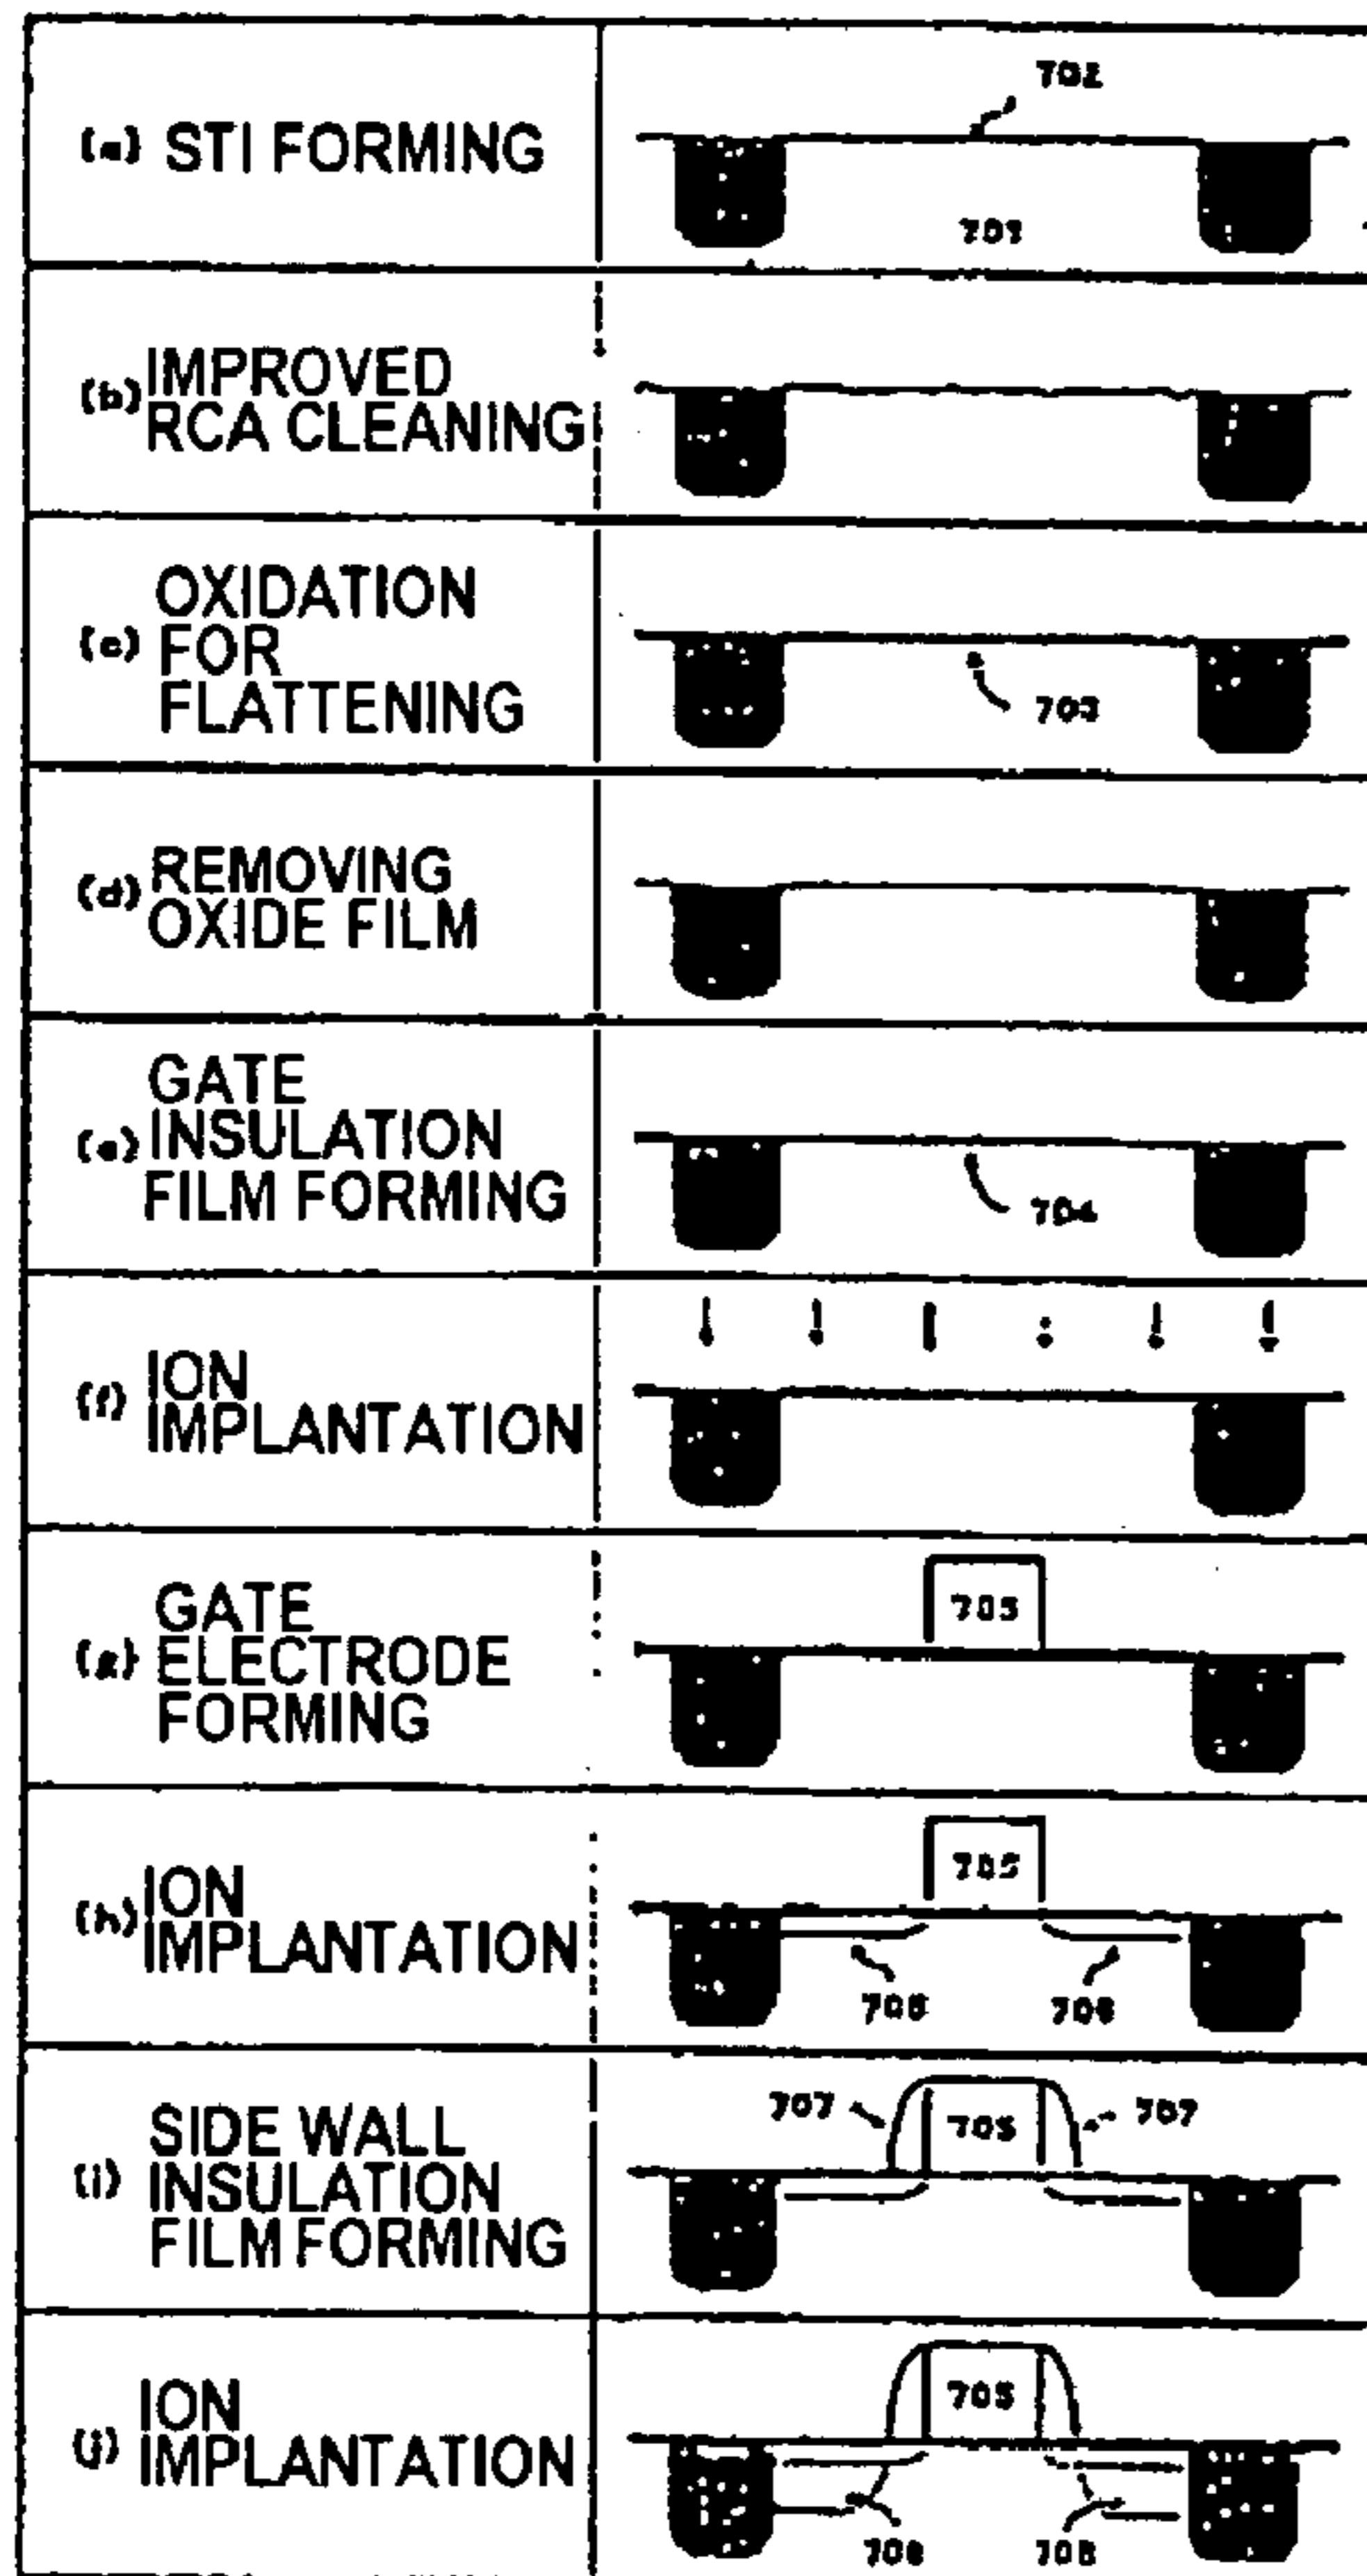 (a) STI FORMING
702
701
(b) IMPROVED
RCA CLEANING
(c) OXIDATION
FOR
FLATTENING
703
(d) REMOVING
OXIDE FILM
(e) GATE
INSULATION
FILM FORMING
704
(f) ION
IMPLANTATION
(g) GATE
ELECTRODE
FORMING
705
(h) ION
IMPLANTATION
705
706 706
(i) SIDE WALL
INSULATION
FILM FORMING
707 705 707
(j) ION
IMPLANTATION
705